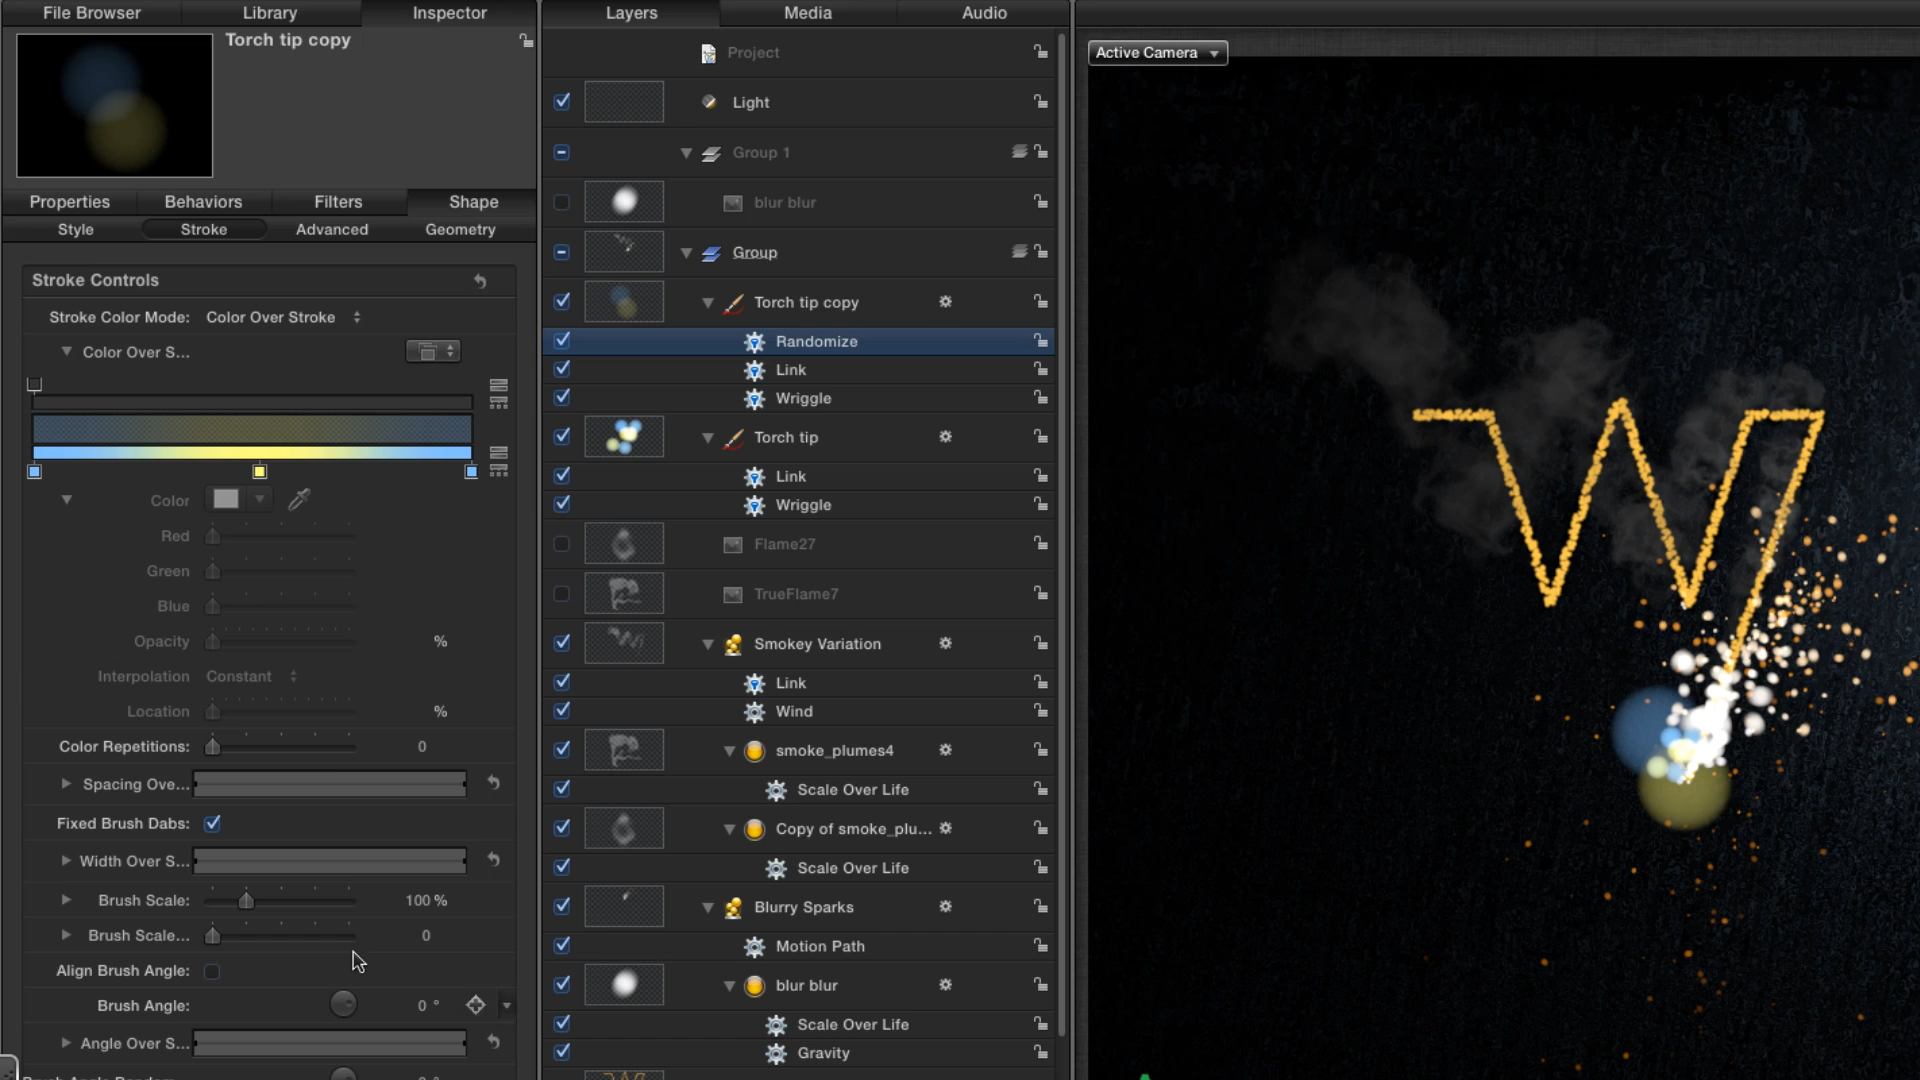 File Browser
Library
Inspector
Torch tip copy
Properties
Behaviors
Filters
Shape
Style
Stroke
Advanced
Geometry
Stroke Controls
Stroke Color Mode: Color Over Stroke
Color Over S...
Color
Red
Green
Blue
Opacity %
Interpolation Constant
Location %
Color Repetitions: 0
Spacing Ove...
Fixed Brush Dabs:
Width Over S...
Brush Scale: 100 %
Brush Scale... 0
Align Brush Angle:
Brush Angle: 0 °
Angle Over S...
Layers
Media
Audio
Project
Light
Group 1
blur blur
Group
Torch tip copy
Randomize
Link
Wriggle
Torch tip
Link
Wriggle
Flame27
TrueFlame7
Smokey Variation
Link
Wind
smoke_plumes4
Scale Over Life
Copy of smoke_plu...
Scale Over Life
Blurry Sparks
Motion Path
blur blur
Scale Over Life
Gravity
Active Camera
W